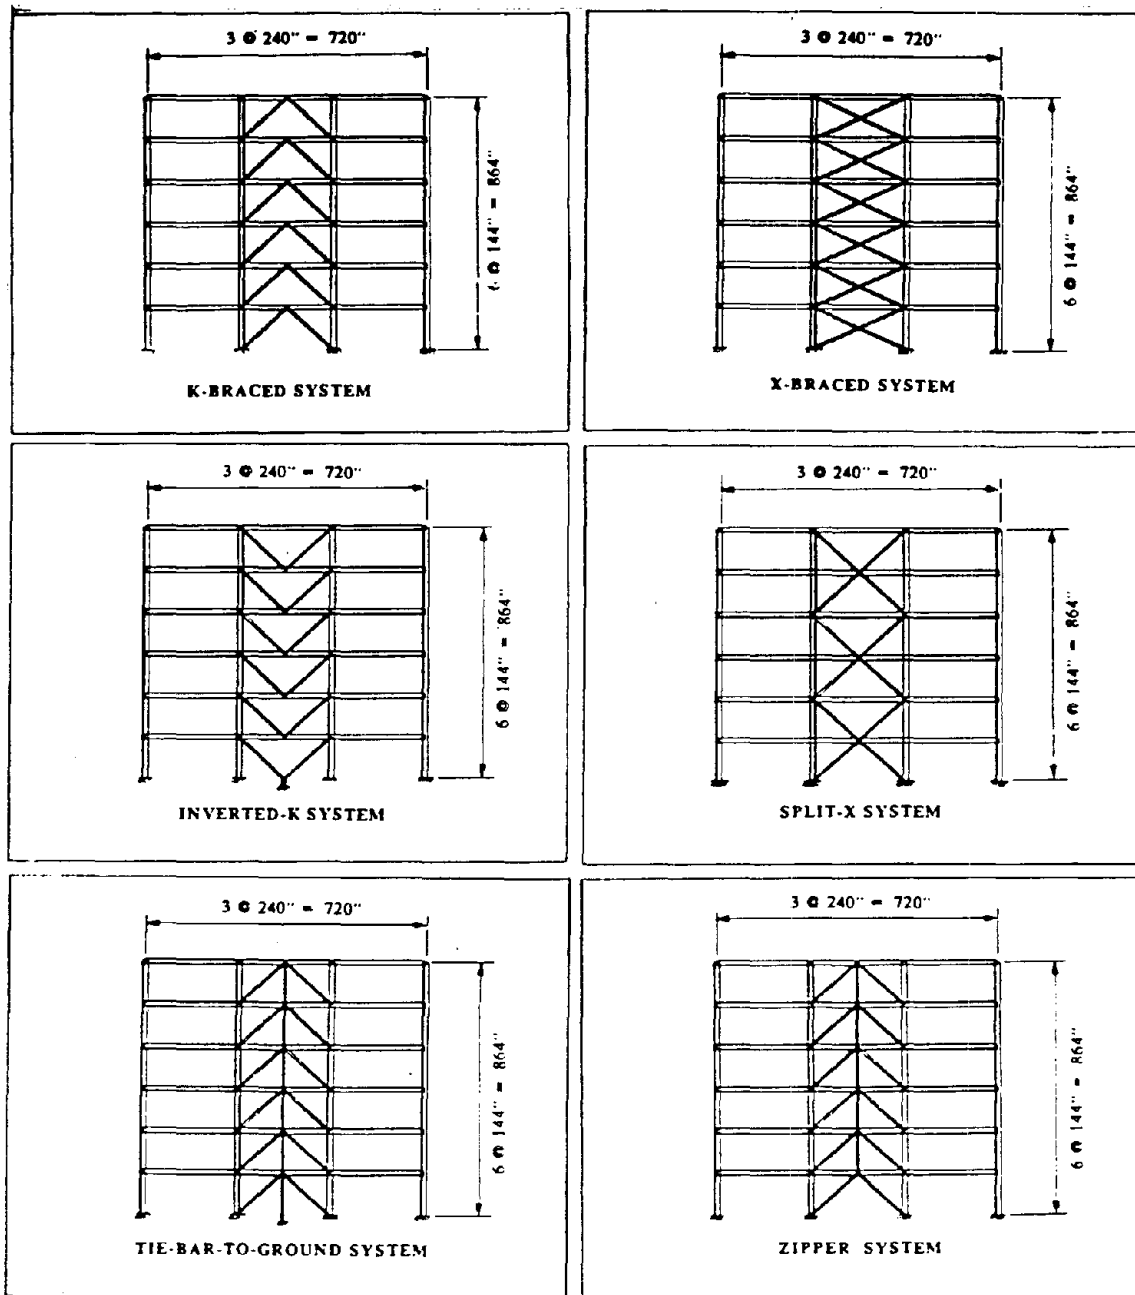 3 @ 240" = 720"
6 @ 144" = 864"
K-BRACED SYSTEM
3 @ 240" = 720"
6 @ 144" = 864"
X-BRACED SYSTEM
3 @ 240" = 720"
6 @ 144" = 864"
INVERTED-K SYSTEM
3 @ 240" = 720"
6 @ 144" = 864"
SPLIT-X SYSTEM
3 @ 240" = 720"
6 @ 144" = 864"
TIE-BAR-TO-GROUND SYSTEM
3 @ 240" = 720"
6 @ 144" = 864"
ZIPPER SYSTEM